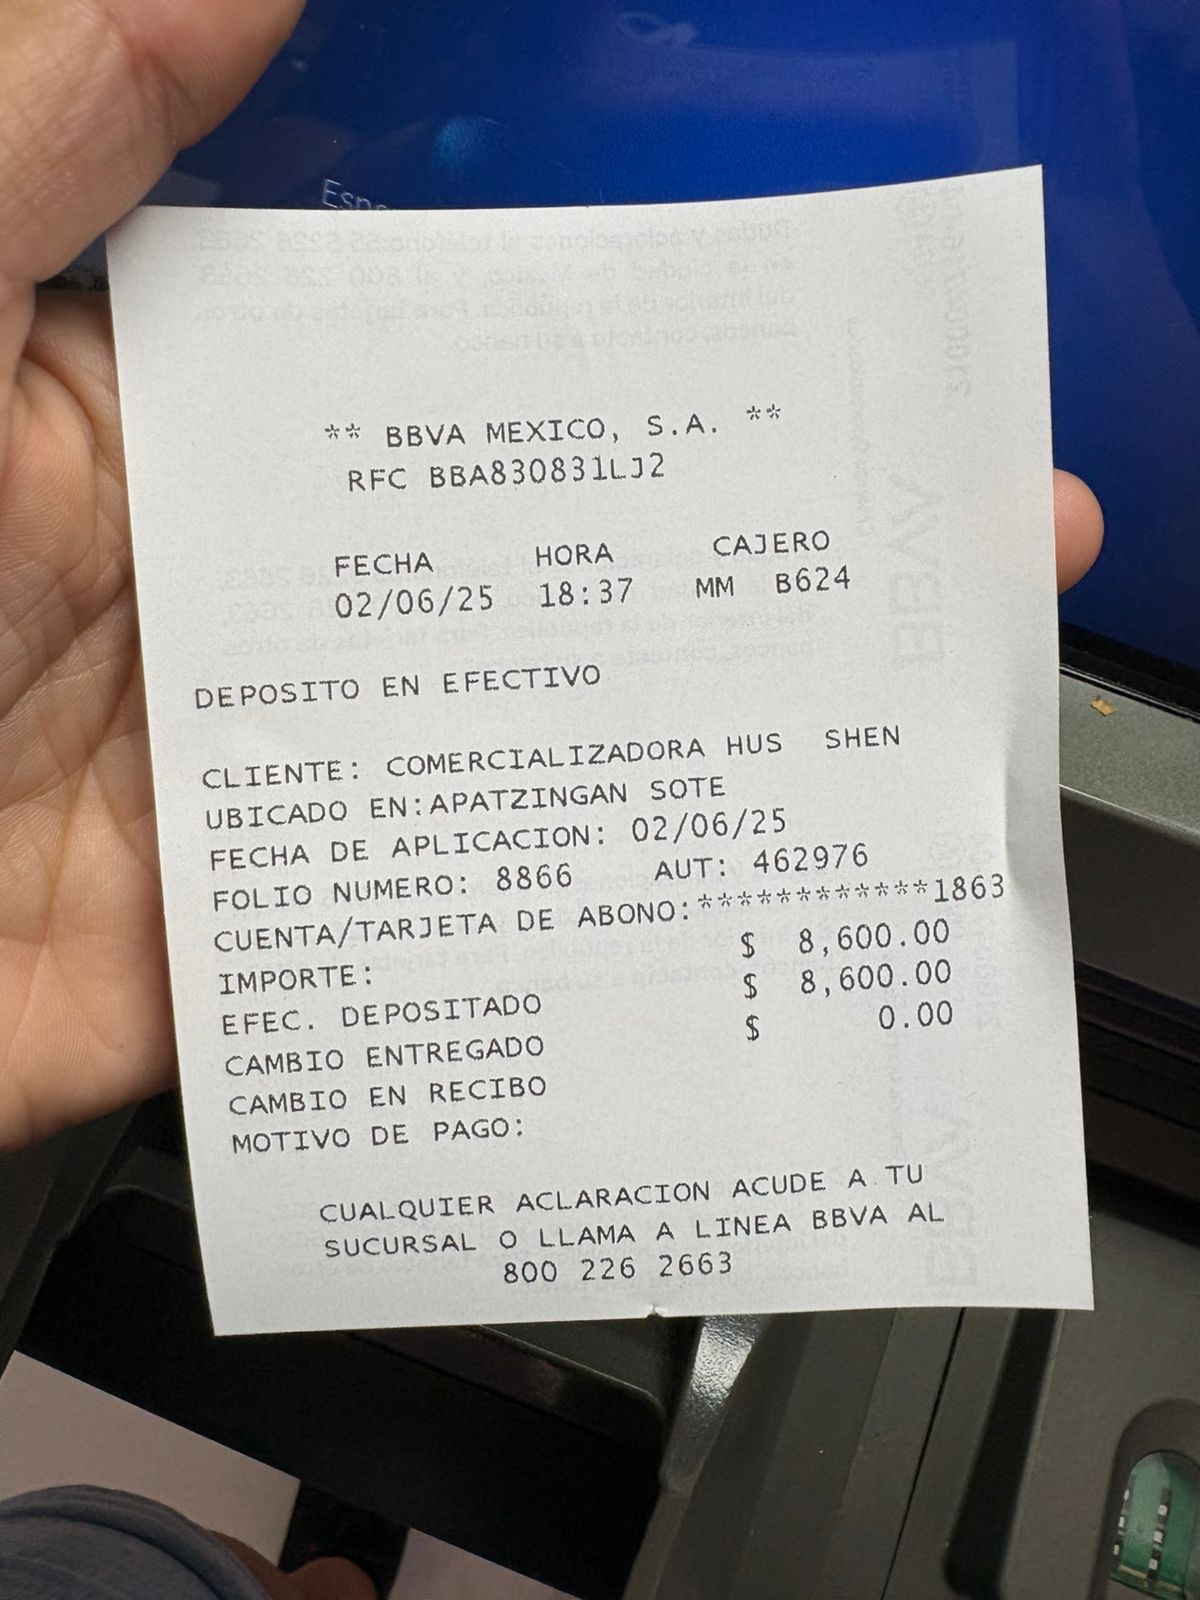 ** BBVA MEXICO, S.A. **
RFC BBA830831LJ2
FECHA HORA CAJERO
02/06/25 18:37 MM B624
DEPOSITO EN EFECTIVO
CLIENTE: COMERCIALIZADORA HUS SHEN
UBICADO EN:APATZINGAN SOTE
FECHA DE APLICACION: 02/06/25
FOLIO NUMERO: 8866 AUT: 462976
CUENTA/TARJETA DE ABONO:************1863
IMPORTE: $ 8,600.00
EFEC. DEPOSITADO $ 8,600.00
CAMBIO ENTREGADO $ 0.00
CAMBIO EN RECIBO
MOTIVO DE PAGO:
CUALQUIER ACLARACION ACUDE A TU
SUCURSAL O LLAMA A LINEA BBVA AL
800 226 2663